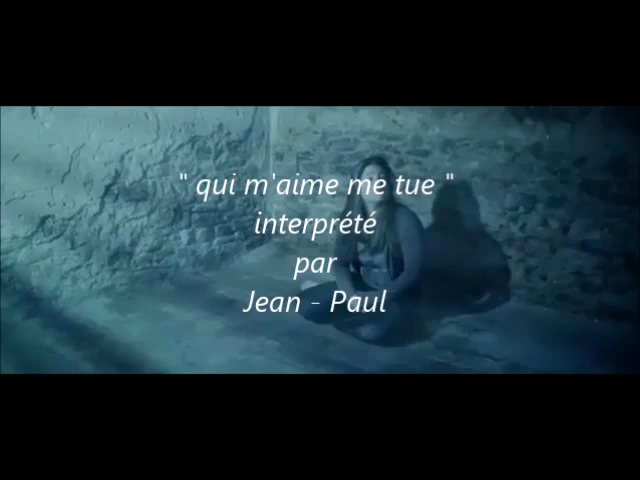 " qui m'aime me tue "
interprété
par
Jean - Paul